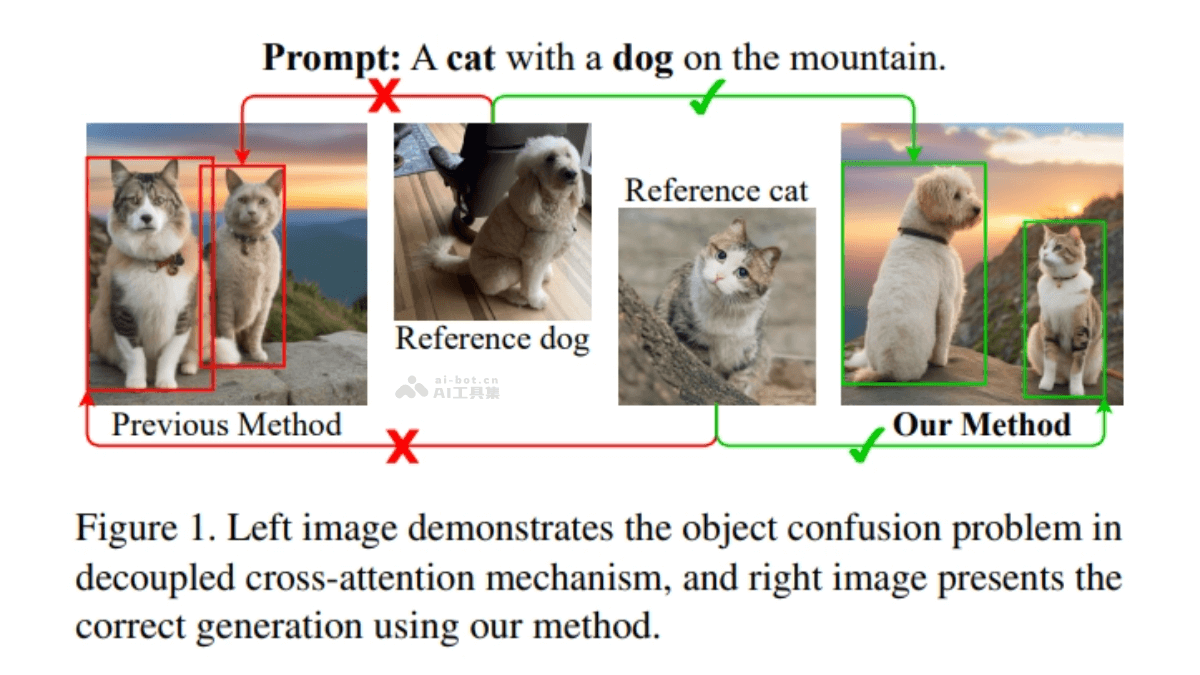 Prompt: A cat with a dog on the mountain.
Reference cat
Reference dog
ai-bot.cn
AI工具集
Previous Method
Our Method
Figure 1. Left image demonstrates the object confusion problem in
decoupled cross-attention mechanism, and right image presents the
correct generation using our method.